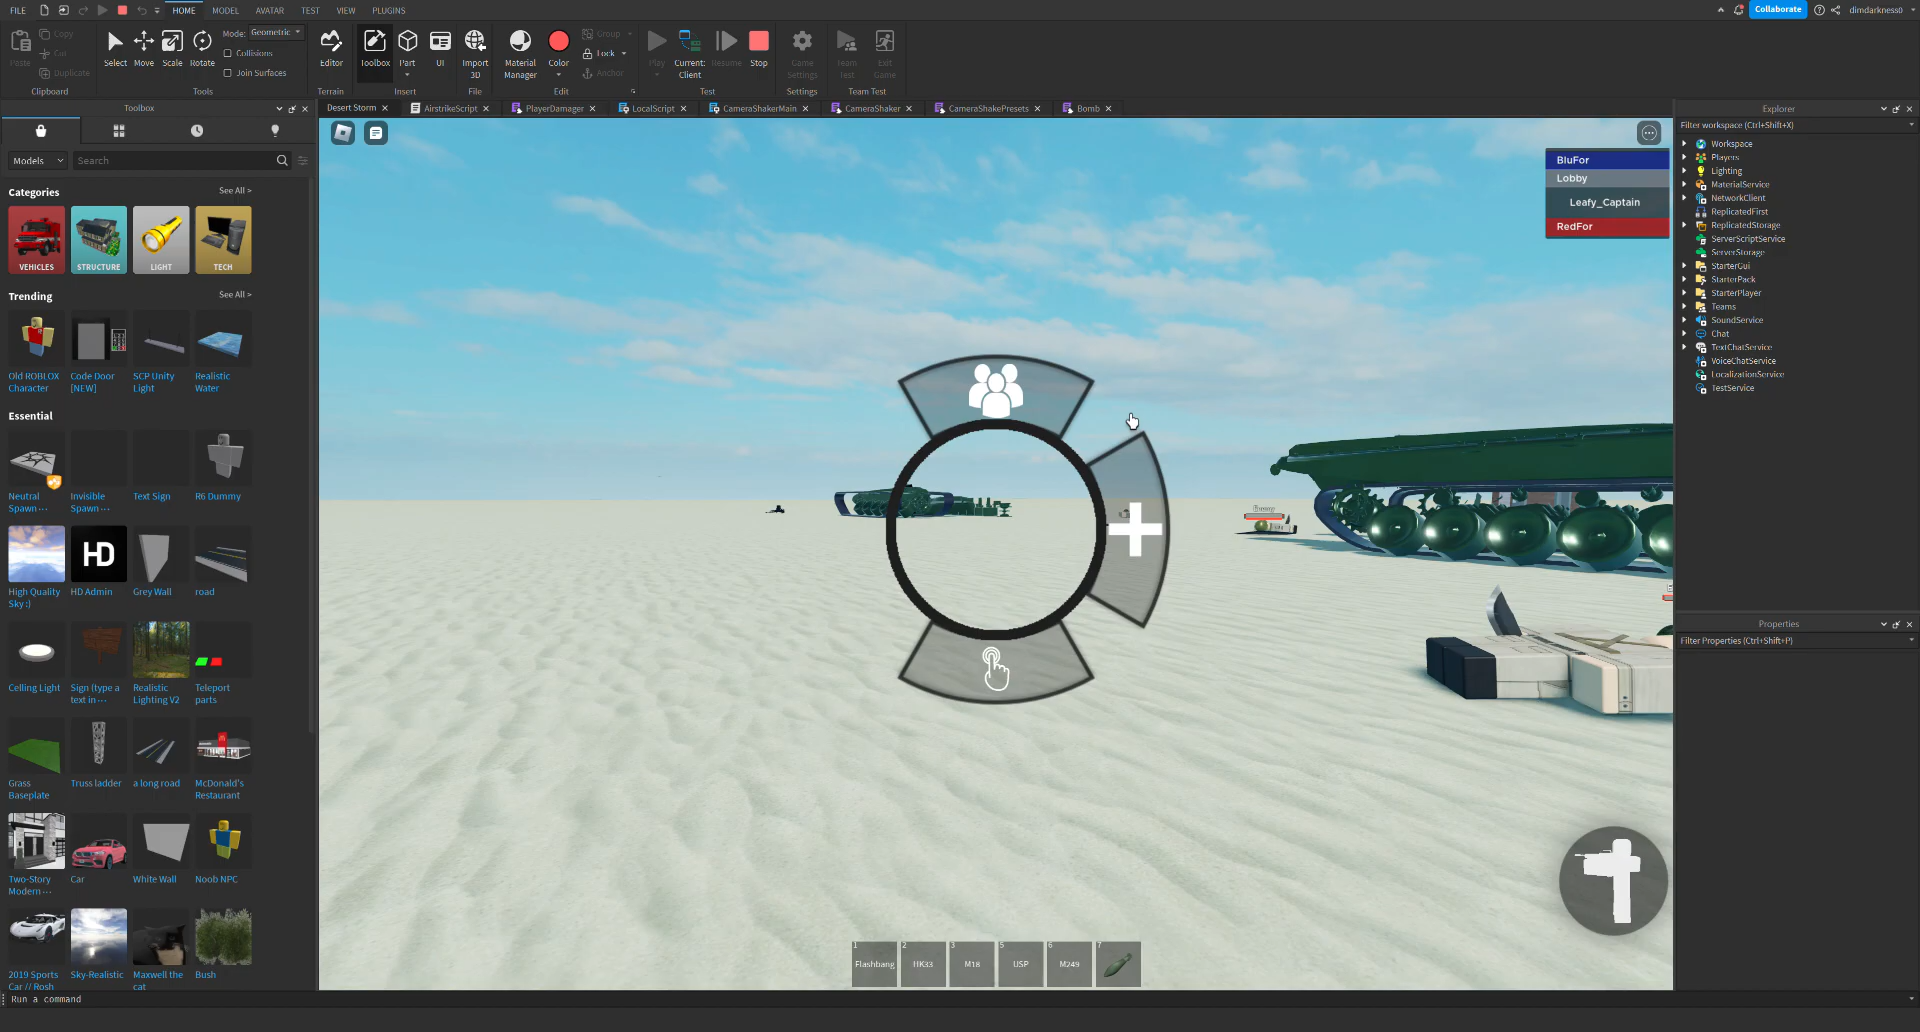 FILE
HOME
MODEL
AVATAR
TEST
VIEW
PLUGINS
Collaborate
dimdarkness0
Paste
Copy
Cut
Duplicate
Clipboard
Select
Move
Scale
Rotate
Mode: Geometric
Collisions
Join Surfaces
Tools
Editor
Terrain
Toolbox
Part
UI
Insert
Import
3D
File
Material
Manager
Color
Group
Lock
Anchor
Edit
Play
Current:
Client
Resume
Stop
Test
Game
Settings
Settings
Team
Test
Exit
Game
Team Test
Toolbox
Desert Storm
AirstrikeScript
PlayerDamager
LocalScript
CameraShakerMain
CameraShaker
CameraShakePresets
Bomb
Models
Search
Categories
See All >
VEHICLES
STRUCTURE
LIGHT
TECH
Trending
See All >
Old ROBLOX
Character
Code Door
[NEW]
SCP Unity
Light
Realistic
Water
Essential
Neutral
Spawn ...
Invisible
Spawn ...
Text Sign
R6 Dummy
High Quality
Sky :)
HD
HD Admin
Grey Wall
road
Celling Light
Sign (type a
text in ...
Realistic
Lighting V2
Teleport
parts
Grass
Baseplate
Truss ladder
a long road
McDonald's
Restaurant
Two-Story
Modern ...
Car
White Wall
Noob NPC
2019 Sports
Car // Rosh
Sky-Realistic
Maxwell the
cat
Bush
BluFor
Lobby
Leafy_Captain
RedFor
Enemy
1
Flashbang
2
HK33
3
M18
5
USP
6
M249
7
Explorer
Filter workspace (Ctrl+Shift+X)
Workspace
Players
Lighting
MaterialService
NetworkClient
ReplicatedFirst
ReplicatedStorage
ServerScriptService
ServerStorage
StarterGui
StarterPack
StarterPlayer
Teams
SoundService
Chat
TextChatService
VoiceChatService
LocalizationService
TestService
Properties
Filter Properties (Ctrl+Shift+P)
Run a command